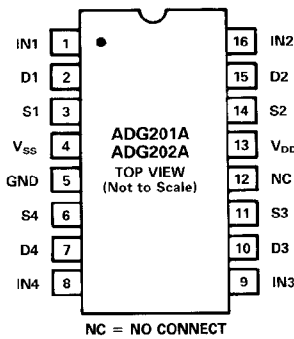 IN1 1 16 IN2
D1 2 15 D2
S1 3 14 S2
VSS 4 13 VDD
GND 5 12 NC
S4 6 11 S3
D4 7 10 D3
IN4 8 9 IN3
ADG201A
ADG202A
TOP VIEW
(Not to Scale)
NC = NO CONNECT